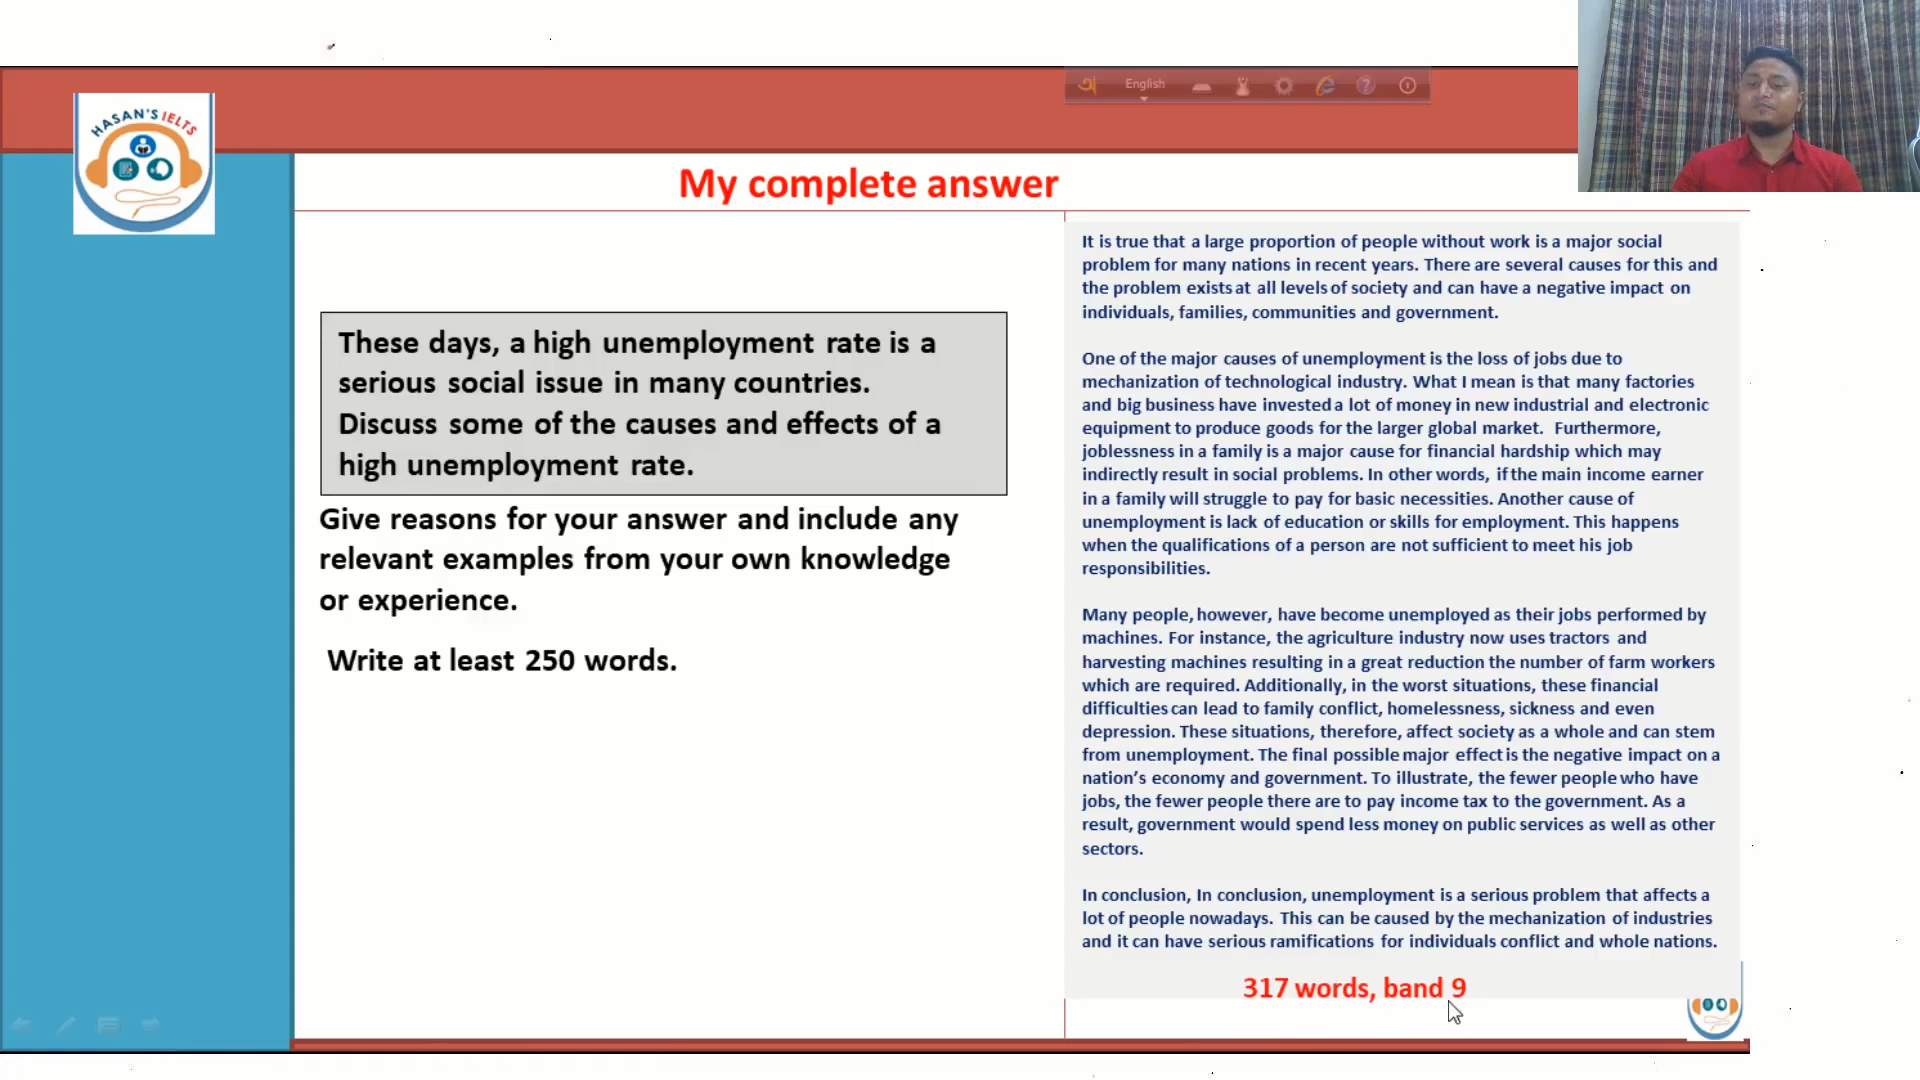 HASAN'S IELTS
English
My complete answer
These days, a high unemployment rate is a
serious social issue in many countries.
Discuss some of the causes and effects of a
high unemployment rate.
Give reasons for your answer and include any
relevant examples from your own knowledge
or experience.
Write at least 250 words.
It is true that a large proportion of people without work is a major social
problem for many nations in recent years. There are several causes for this and
the problem exists at all levels of society and can have a negative impact on
individuals, families, communities and government.
One of the major causes of unemployment is the loss of jobs due to
mechanization of technological industry. What I mean is that many factories
and big business have invested a lot of money in new industrial and electronic
equipment to produce goods for the larger global market. Furthermore,
joblessness in a family is a major cause for financial hardship which may
indirectly result in social problems. In other words, if the main income earner
in a family will struggle to pay for basic necessities. Another cause of
unemployment is lack of education or skills for employment. This happens
when the qualifications of a person are not sufficient to meet his job
responsibilities.
Many people, however, have become unemployed as their jobs performed by
machines. For instance, the agriculture industry now uses tractors and
harvesting machines resulting in a great reduction the number of farm workers
which are required. Additionally, in the worst situations, these financial
difficulties can lead to family conflict, homelessness, sickness and even
depression. These situations, therefore, affect society as a whole and can stem
from unemployment. The final possible major effect is the negative impact on a
nation's economy and government. To illustrate, the fewer people who have
jobs, the fewer people there are to pay income tax to the government. As a
result, government would spend less money on public services as well as other
sectors.
In conclusion, In conclusion, unemployment is a serious problem that affects a
lot of people nowadays. This can be caused by the mechanization of industries
and it can have serious ramifications for individuals conflict and whole nations.
317 words, band 9